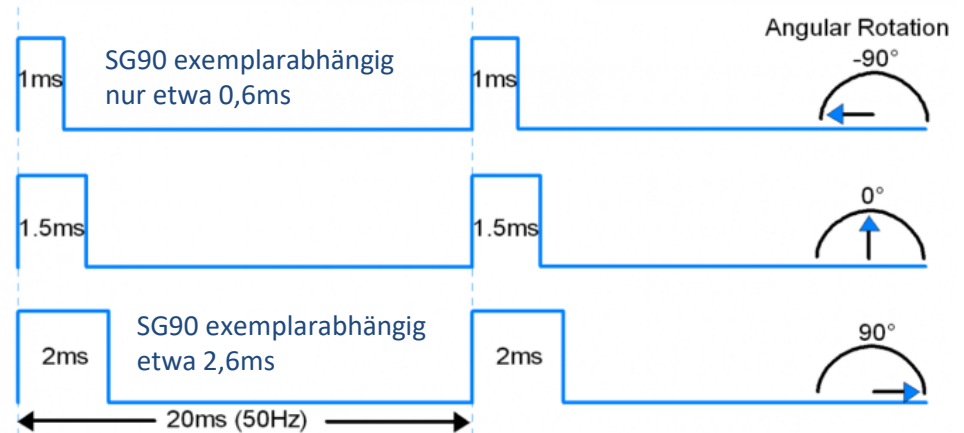 Angular Rotation
-90°
1ms
SG90 exemplarabhängig
nur etwa 0,6ms
1ms
0°
1.5ms
1.5ms
90°
SG90 exemplarabhängig
etwa 2,6ms
2ms
2ms
20ms (50Hz)